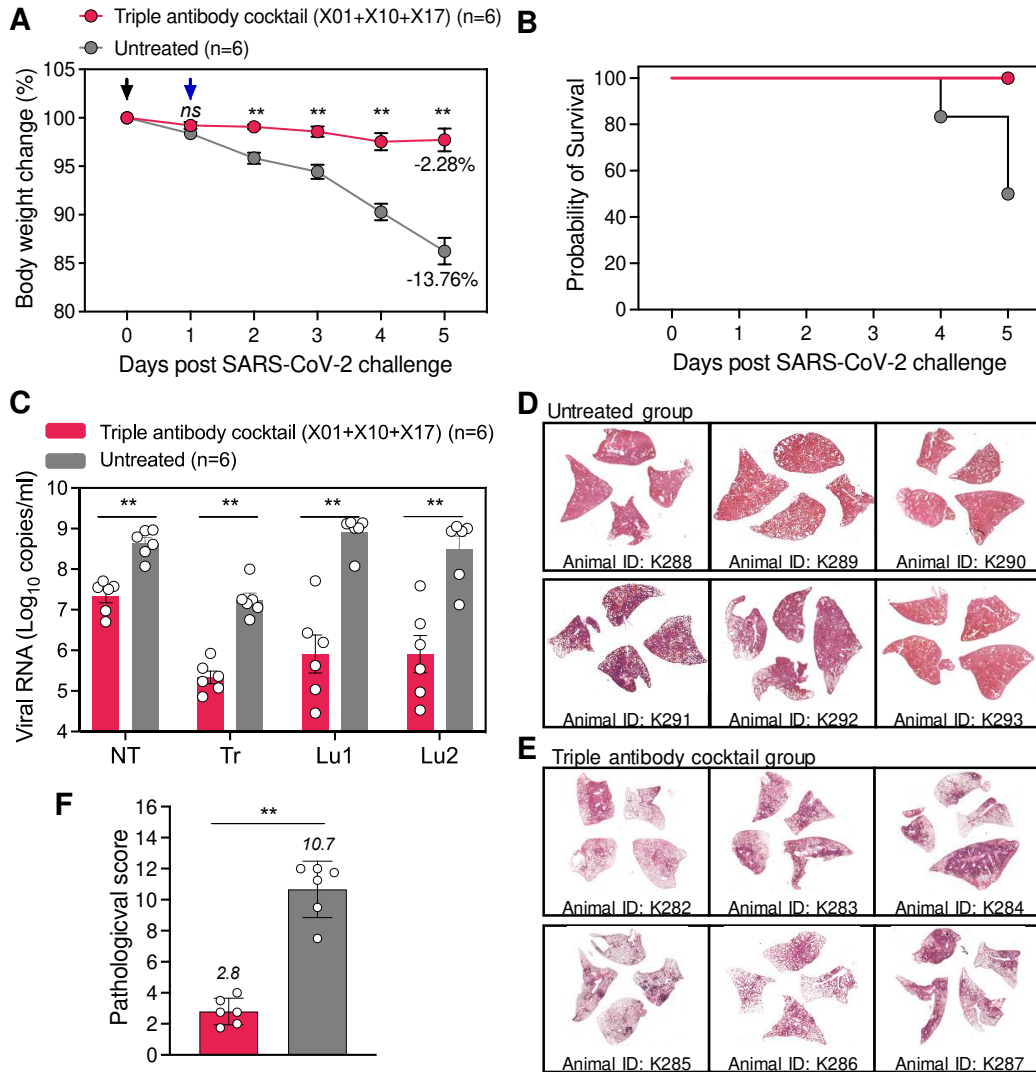 A
Triple antibody cocktail (X01+X10+X17) (n=6)
Untreated (n=6)
105
100
95
90
85
80
Body weight change (%)
ns
**
**
**
**
-2.28%
-13.76%
0 1 2 3 4 5
Days post SARS-CoV-2 challenge
B
100
80
60
40
20
0
Probability of Survival
0 1 2 3 4 5
Days post SARS-CoV-2 challenge
C
Triple antibody cocktail (X01+X10+X17) (n=6)
Untreated (n=6)
10
9
8
7
6
5
4
Viral RNA (Log10 copies/ml)
** ** ** **
NT Tr Lu1 Lu2
D
Untreated group
Animal ID: K288
Animal ID: K289
Animal ID: K290
Animal ID: K291
Animal ID: K292
Animal ID: K293
E
Triple antibody cocktail group
Animal ID: K282
Animal ID: K283
Animal ID: K284
Animal ID: K285
Animal ID: K286
Animal ID: K287
F
16
14
12
10
8
6
4
2
0
Pathologicval score
**
10.7
2.8